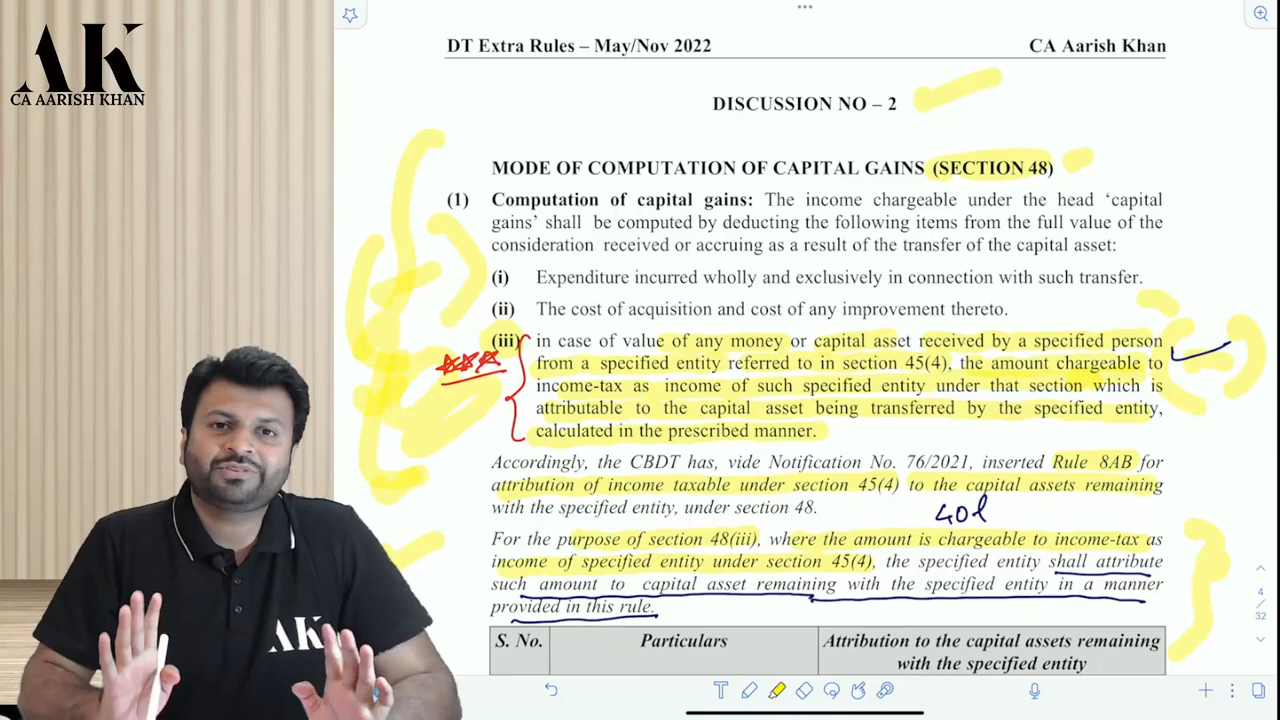 AK
CA AARISH KHAN
DT Extra Rules – May/Nov 2022 CA Aarish Khan
DISCUSSION NO – 2
MODE OF COMPUTATION OF CAPITAL GAINS (SECTION 48)
(1) Computation of capital gains: The income chargeable under the head ‘capital
gains’ shall be computed by deducting the following items from the full value of the
consideration received or accruing as a result of the transfer of the capital asset:
(i) Expenditure incurred wholly and exclusively in connection with such transfer.
(ii) The cost of acquisition and cost of any improvement thereto.
(iii) in case of value of any money or capital asset received by a specified person
from a specified entity referred to in section 45(4), the amount chargeable to
income-tax as income of such specified entity under that section which is
attributable to the capital asset being transferred by the specified entity,
calculated in the prescribed manner.
Accordingly, the CBDT has, vide Notification No. 76/2021, inserted Rule 8AB for
attribution of income taxable under section 45(4) to the capital assets remaining
with the specified entity, under section 48.
40l
For the purpose of section 48(iii), where the amount is chargeable to income-tax as
income of specified entity under section 45(4), the specified entity shall attribute
such amount to capital asset remaining with the specified entity in a manner
provided in this rule.
S. No. Particulars Attribution to the capital assets remaining
with the specified entity
4
32
AK